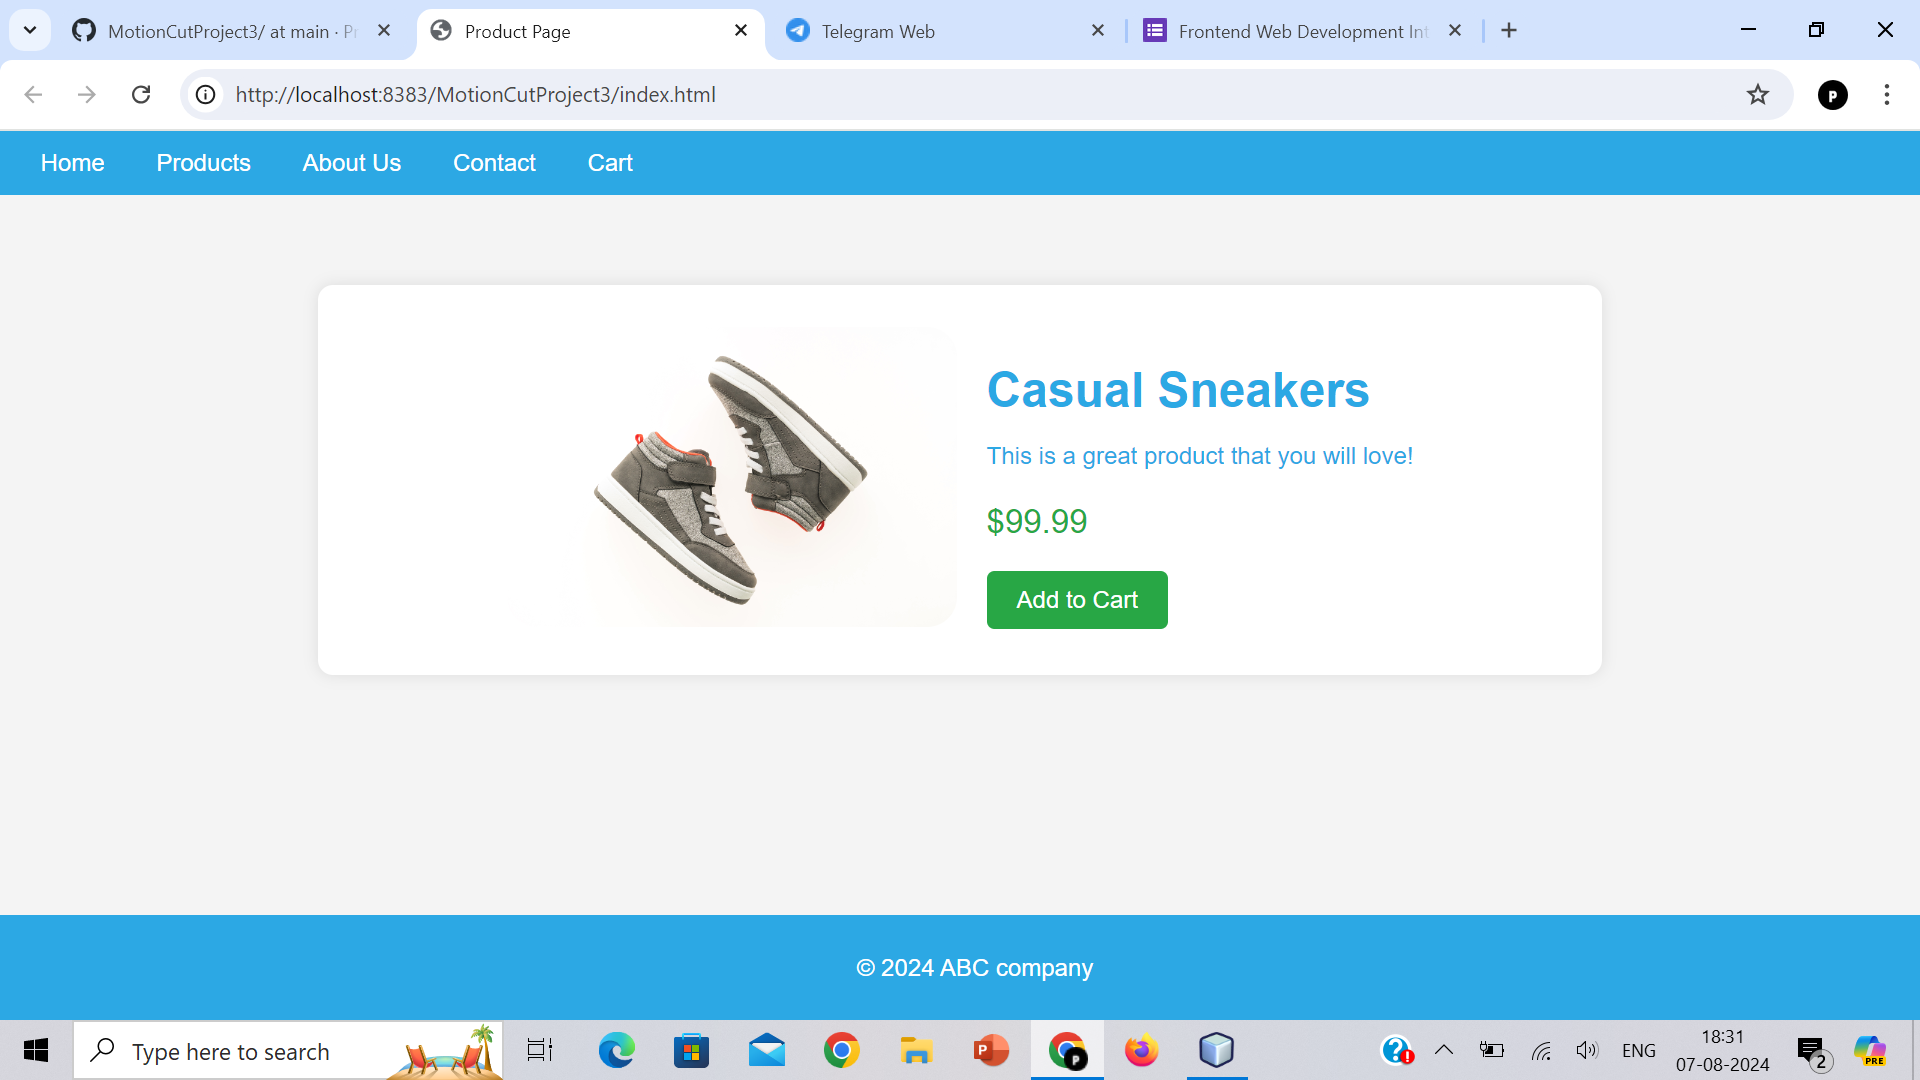 MotionCutProject3/ at main · Pr
Product Page
Telegram Web
Frontend Web Development Int
http://localhost:8383/MotionCutProject3/index.html
P
Home Products About Us Contact Cart
Casual Sneakers
This is a great product that you will love!
$99.99
Add to Cart
© 2024 ABC company
Type here to search
P
P
ENG
18:31
07-08-2024
2
PRE